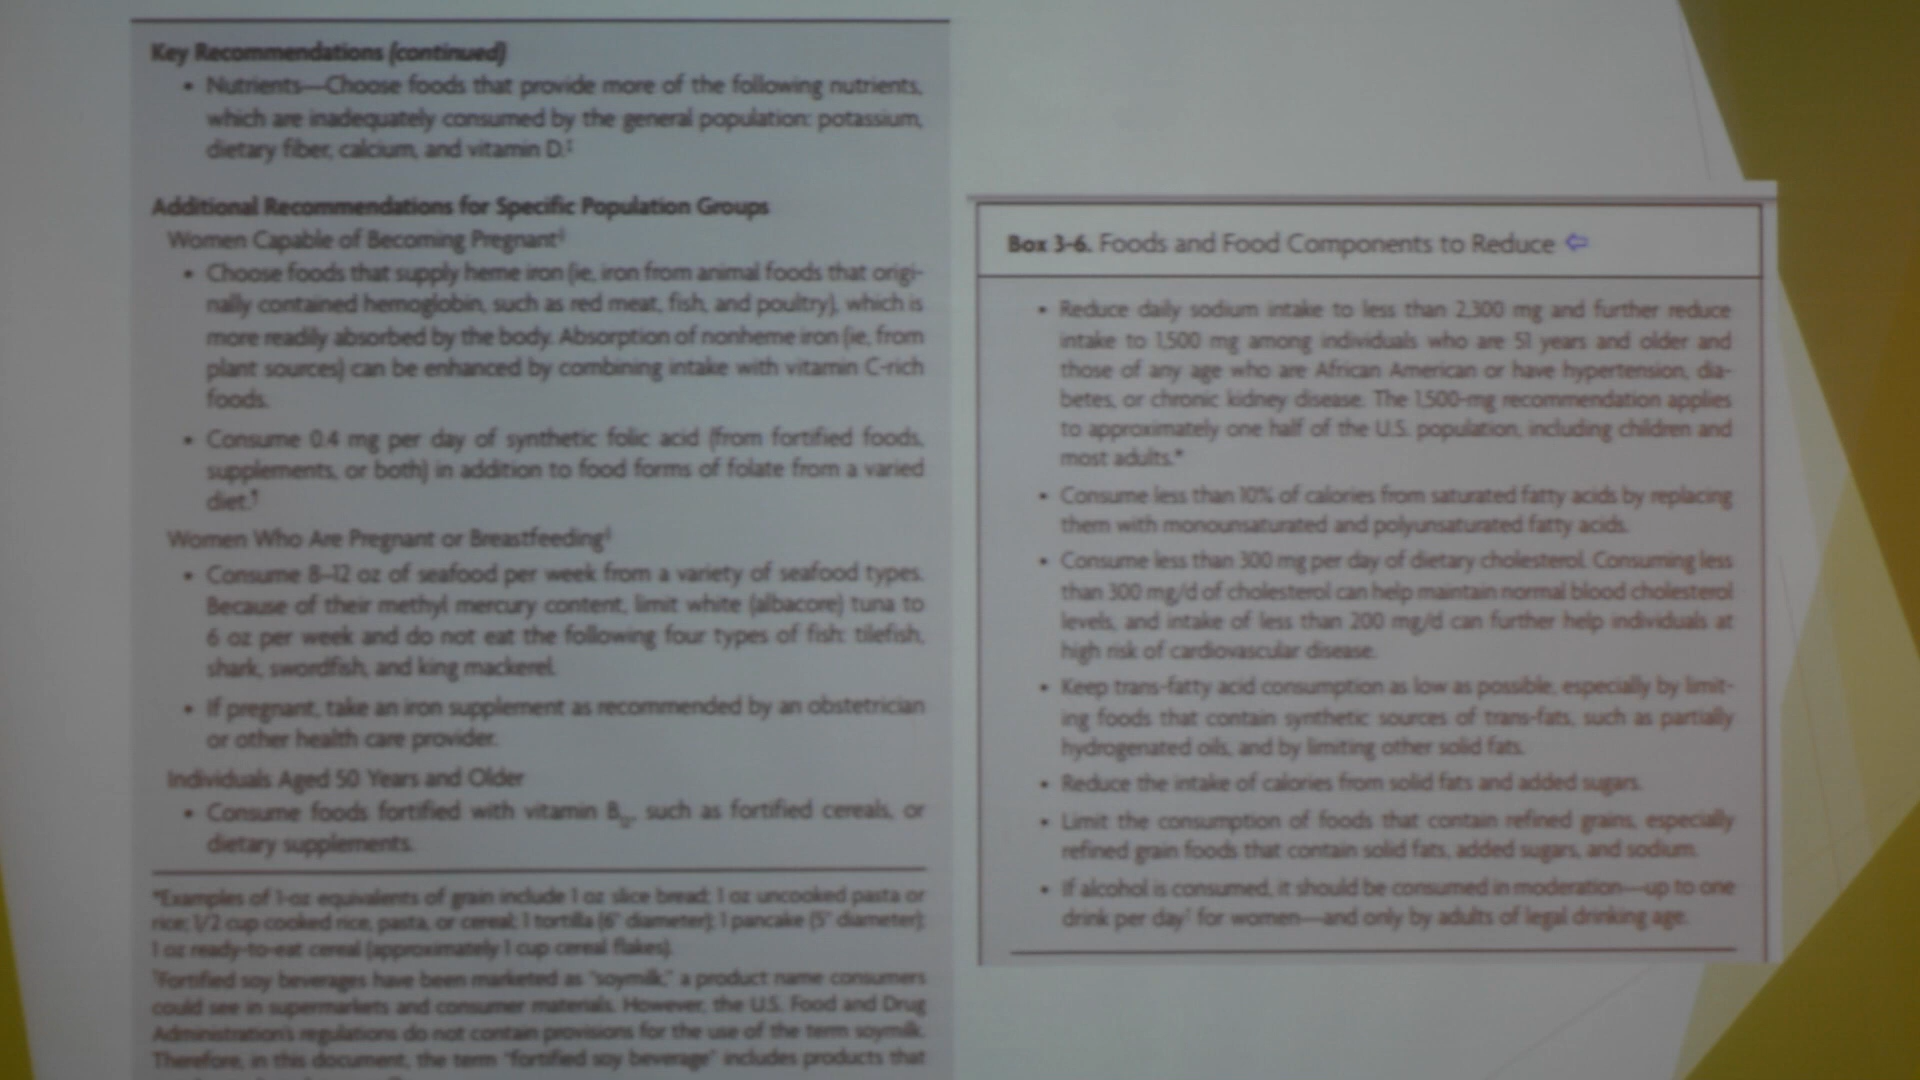 Key Recommendations (continued)
• Nutrients—Choose foods that provide more of the following nutrients,
which are inadequately consumed by the general population: potassium,
dietary fiber, calcium, and vitamin D.‡
Additional Recommendations for Specific Population Groups
Women Capable of Becoming Pregnant§
• Choose foods that supply heme iron (ie, iron from animal foods that origi-
nally contained hemoglobin, such as red meat, fish, and poultry), which is
more readily absorbed by the body. Absorption of nonheme iron (ie, from
plant sources) can be enhanced by combining intake with vitamin C-rich
foods.
• Consume 0.4 mg per day of synthetic folic acid (from fortified foods,
supplements, or both) in addition to food forms of folate from a varied
diet.¶
Women Who Are Pregnant or Breastfeeding‖
• Consume 8–12 oz of seafood per week from a variety of seafood types.
Because of their methyl mercury content, limit white (albacore) tuna to
6 oz per week and do not eat the following four types of fish: tilefish,
shark, swordfish, and king mackerel.
• If pregnant, take an iron supplement as recommended by an obstetrician
or other health care provider.
Individuals Aged 50 Years and Older
• Consume foods fortified with vitamin B12, such as fortified cereals, or
dietary supplements.
*Examples of 1-oz equivalents of grain include 1 oz slice bread; 1 oz uncooked pasta or
rice; 1/2 cup cooked rice, pasta, or cereal; 1 tortilla (6" diameter); 1 pancake (5" diameter);
1 oz ready-to-eat cereal (approximately 1 cup cereal flakes).
†Fortified soy beverages have been marketed as "soymilk," a product name consumers
could see in supermarkets and consumer materials. However, the U.S. Food and Drug
Administration's regulations do not contain provisions for the use of the term soymilk.
Therefore, in this document, the term "fortified soy beverage" includes products that
Box 3-6. Foods and Food Components to Reduce ⇦
• Reduce daily sodium intake to less than 2,300 mg and further reduce
intake to 1,500 mg among individuals who are 51 years and older and
those of any age who are African American or have hypertension, dia-
betes, or chronic kidney disease. The 1,500-mg recommendation applies
to approximately one half of the U.S. population, including children and
most adults.*
• Consume less than 10% of calories from saturated fatty acids by replacing
them with monounsaturated and polyunsaturated fatty acids.
• Consume less than 300 mg per day of dietary cholesterol. Consuming less
than 300 mg/d of cholesterol can help maintain normal blood cholesterol
levels, and intake of less than 200 mg/d can further help individuals at
high risk of cardiovascular disease.
• Keep trans-fatty acid consumption as low as possible, especially by limit-
ing foods that contain synthetic sources of trans-fats, such as partially
hydrogenated oils, and by limiting other solid fats.
• Reduce the intake of calories from solid fats and added sugars.
• Limit the consumption of foods that contain refined grains, especially
refined grain foods that contain solid fats, added sugars, and sodium.
• If alcohol is consumed, it should be consumed in moderation—up to one
drink per day† for women—and only by adults of legal drinking age.